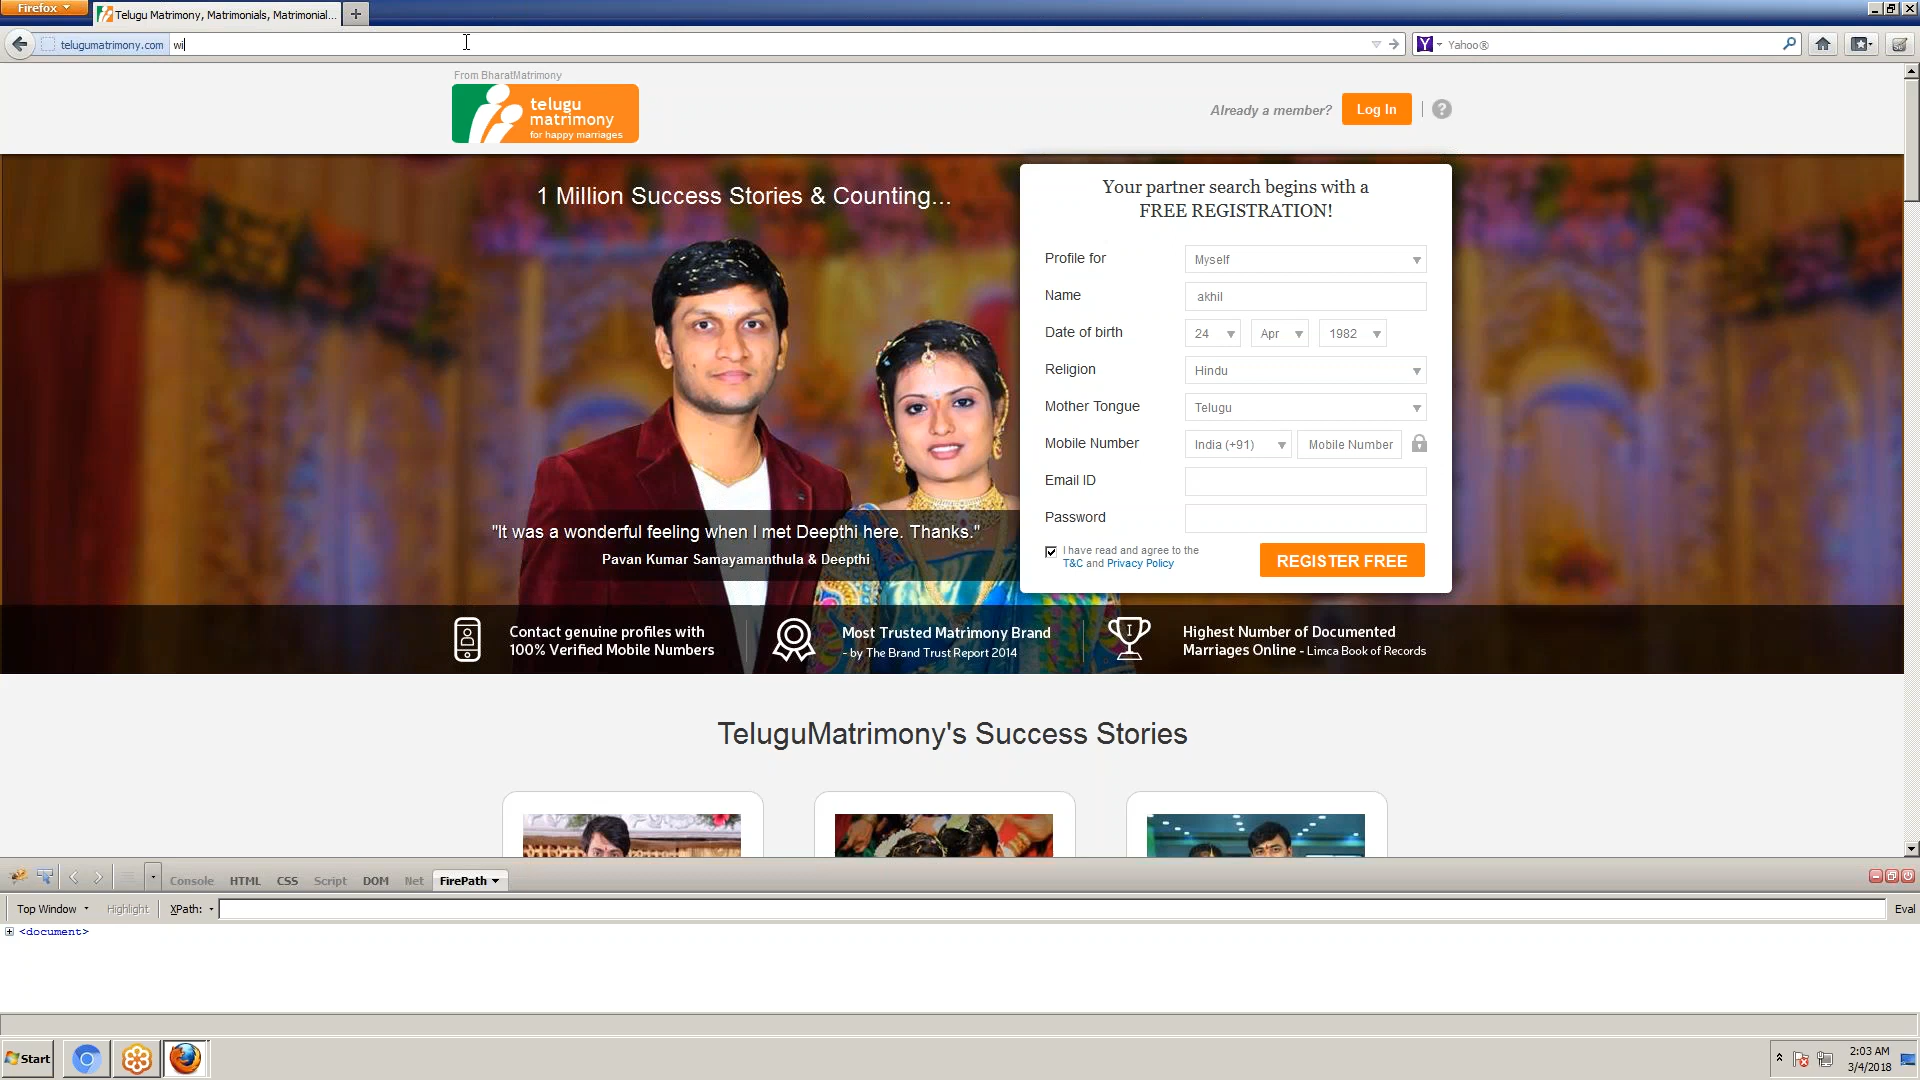 Firefox
Telugu Matrimony, Matrimonials, Matrimonial...
telugumatrimony.com
wi
Yahoo®
From BharatMatrimony
telugu
matrimony
for happy marriages
Already a member?
Log In
?
1 Million Success Stories & Counting...
Your partner search begins with a
FREE REGISTRATION!
Profile for
Myself
Name
akhil
Date of birth
24
Apr
1982
Religion
Hindu
Mother Tongue
Telugu
Mobile Number
India (+91)
Mobile Number
Email ID
Password
I have read and agree to the
T&C and Privacy Policy
REGISTER FREE
"It was a wonderful feeling when I met Deepthi here. Thanks."
Pavan Kumar Samayamanthula & Deepthi
Contact genuine profiles with
100% Verified Mobile Numbers
Most Trusted Matrimony Brand
- by The Brand Trust Report 2014
Highest Number of Documented
Marriages Online - Limca Book of Records
TeluguMatrimony's Success Stories
Console
HTML
CSS
Script
DOM
Net
FirePath
Top Window
Highlight
XPath:
Eval
<document>
Start
2:03 AM
3/4/2018